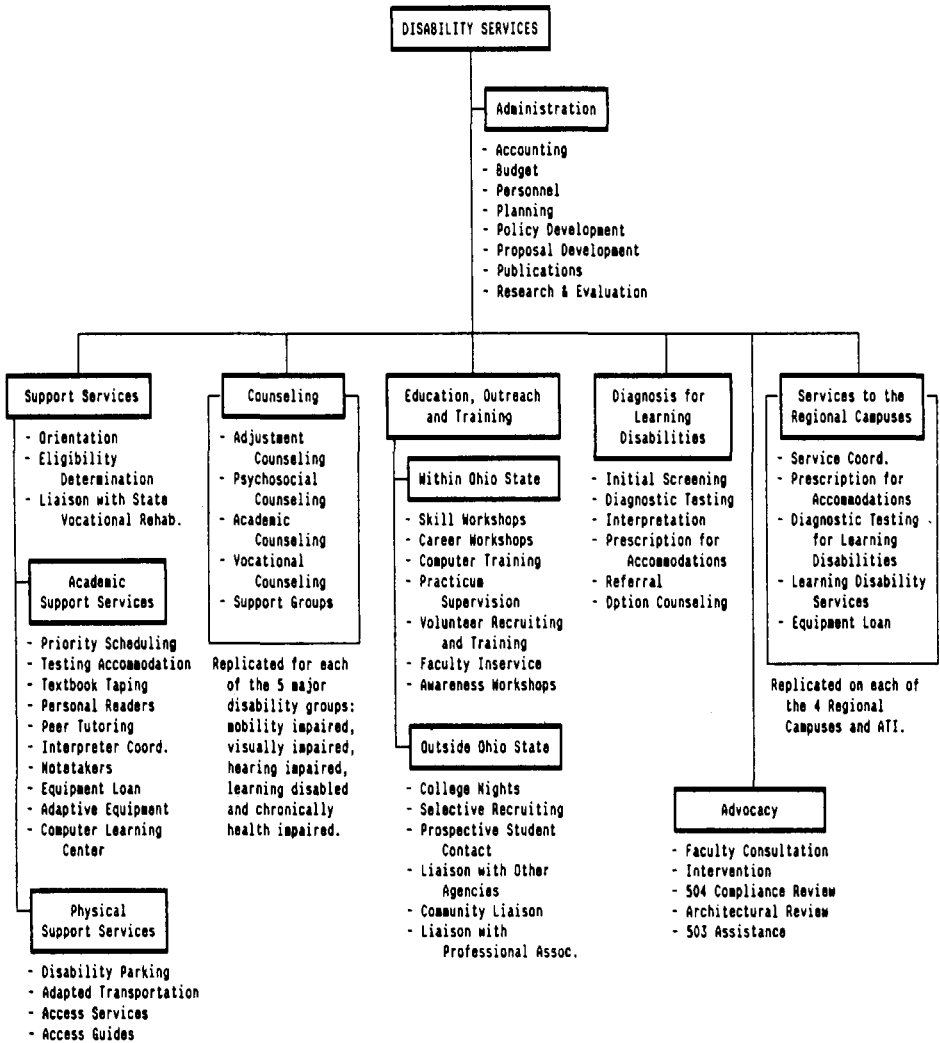 DISABILITY SERVICES
Administration
- Accounting
- Budget
- Personnel
- Planning
- Policy Development
- Proposal Development
- Publications
- Research & Evaluation
Support Services
- Orientation
- Eligibility
Determination
- Liaison with State
Vocational Rehab.
Academic
Support Services
- Priority Scheduling
- Testing Accommodation
- Textbook Taping
- Personal Readers
- Peer Tutoring
- Interpreter Coord.
- Notetakers
- Equipment Loan
- Adaptive Equipment
- Computer Learning
Center
Physical
Support Services
- Disability Parking
- Adapted Transportation
- Access Services
- Access Guides
Counseling
- Adjustment
Counseling
- Psychosocial
Counseling
- Academic
Counseling
- Vocational
Counseling
- Support Groups
Replicated for each
of the 5 major
disability groups:
mobility impaired,
visually impaired,
hearing impaired,
learning disabled
and chronically
health impaired.
Education, Outreach
and Training
Within Ohio State
- Skill Workshops
- Career Workshops
- Computer Training
- Practicum
Supervision
- Volunteer Recruiting
and Training
- Faculty Inservice
- Awareness Workshops
Outside Ohio State
- College Nights
- Selective Recruiting
- Prospective Student
Contact
- Liaison with Other
Agencies
- Community Liaison
- Liaison with
Professional Assoc.
Diagnosis for
Learning
Disabilities
- Initial Screening
- Diagnostic Testing
- Interpretation
- Prescription for
Accommodations
- Referral
- Option Counseling
Services to the
Regional Campuses
- Service Coord.
- Prescription for
Accommodations
- Diagnostic Testing
for Learning
Disabilities
- Learning Disability
Services
- Equipment Loan
Replicated on each of
the 4 Regional
Campuses and ATI.
Advocacy
- Faculty Consultation
- Intervention
- 504 Compliance Review
- Architectural Review
- 503 Assistance